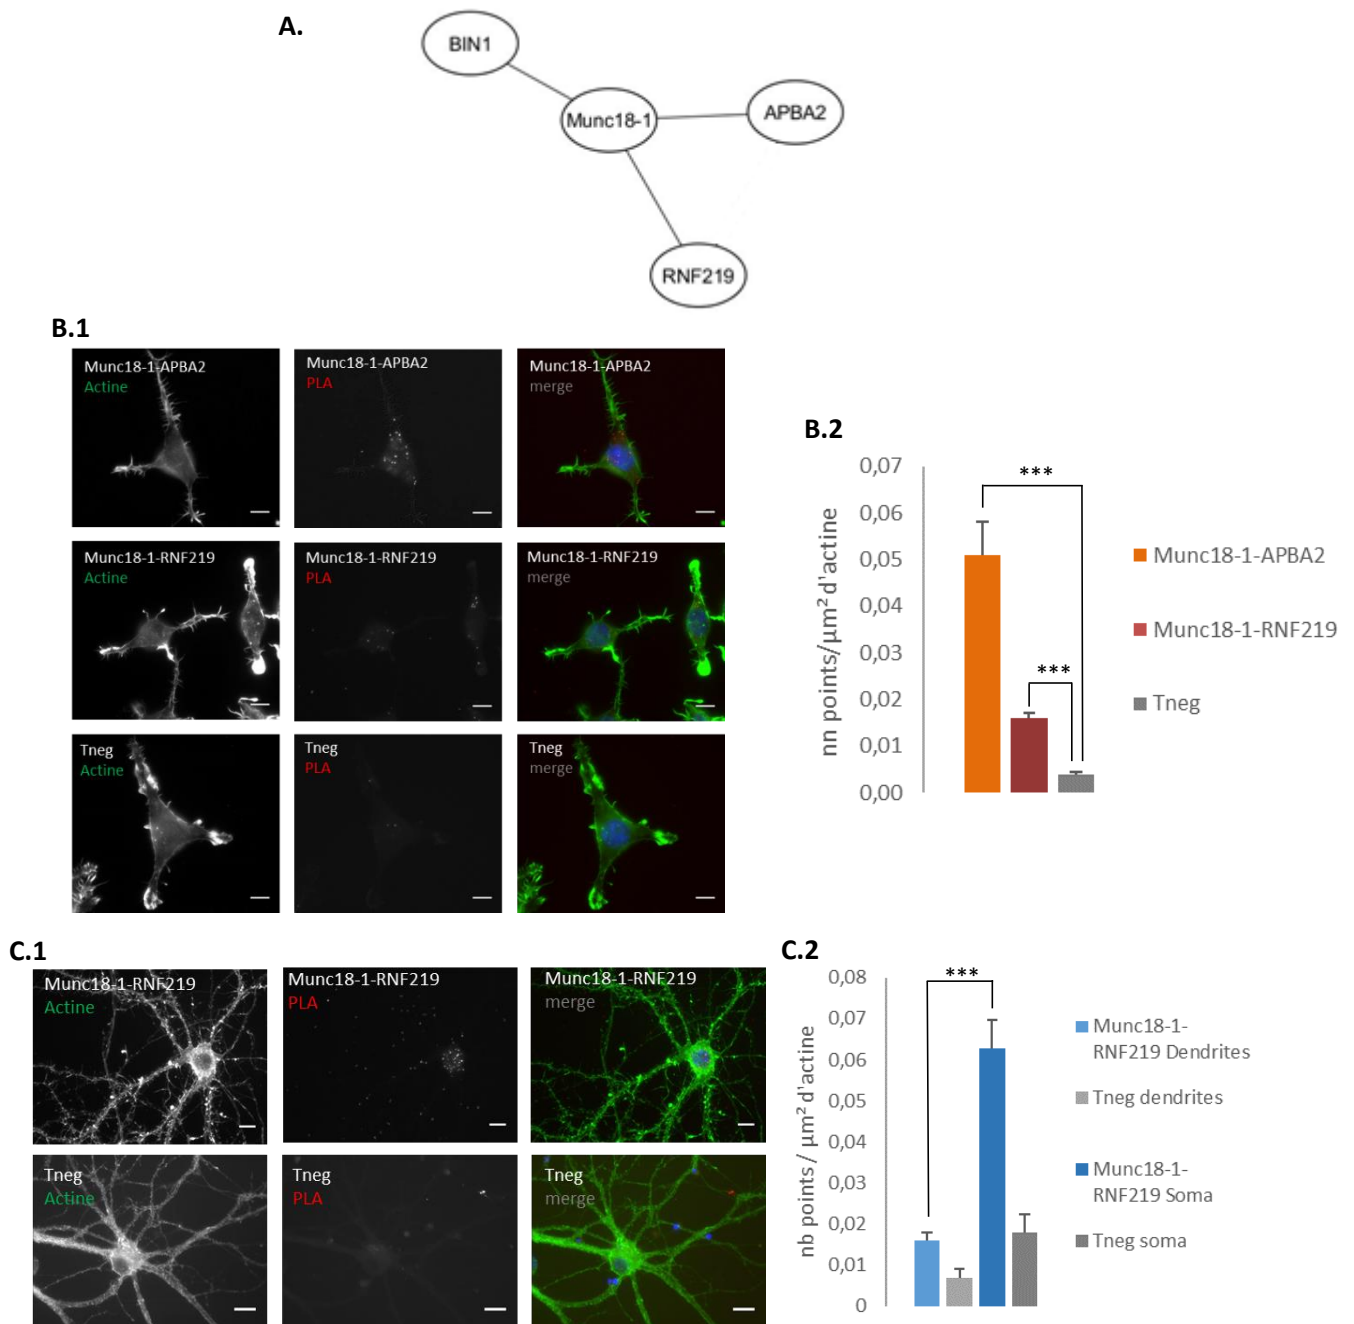 A.
BIN1
Munc18-1
APBA2
RNF219
B.1
Munc18-1-APBA2
Actine
Munc18-1-APBA2
PLA
Munc18-1-APBA2
merge
Munc18-1-RNF219
Actine
Munc18-1-RNF219
PLA
Munc18-1-RNF219
merge
Tneg
Actine
Tneg
PLA
Tneg
merge
B.2
nn points/µm² d'actine
0,07
0,06
0,05
0,04
0,03
0,02
0,01
0,00
***
***
Munc18-1-APBA2
Munc18-1-RNF219
Tneg
C.1
Munc18-1-RNF219
Actine
Munc18-1-RNF219
PLA
Munc18-1-RNF219
merge
Tneg
Actine
Tneg
PLA
Tneg
merge
C.2
nb points / µm² d'actine
0,08
0,07
0,06
0,05
0,04
0,03
0,02
0,01
0
***
Munc18-1-
RNF219 Dendrites
Tneg dendrites
Munc18-1-
RNF219 Soma
Tneg soma